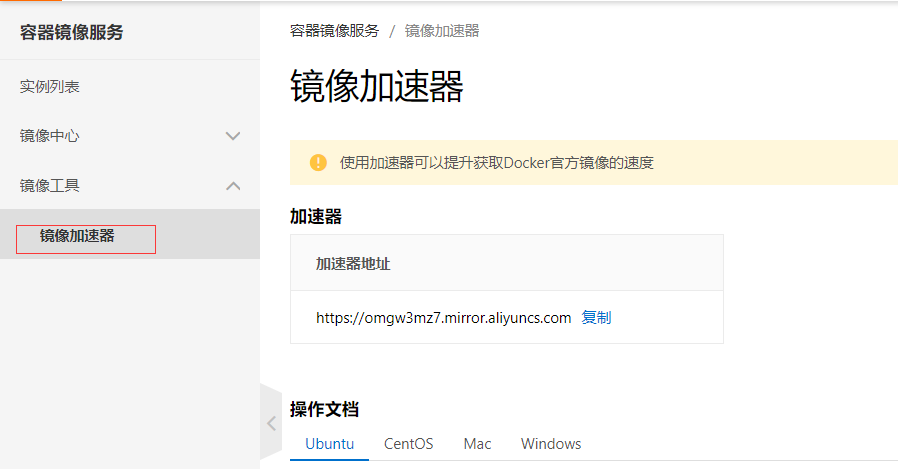 容器镜像服务
实例列表
镜像中心
镜像工具
镜像加速器
容器镜像服务 / 镜像加速器
镜像加速器
使用加速器可以提升获取Docker官方镜像的速度
加速器
加速器地址
https://omgw3mz7.mirror.aliyuncs.com 复制
操作文档
Ubuntu CentOS Mac Windows